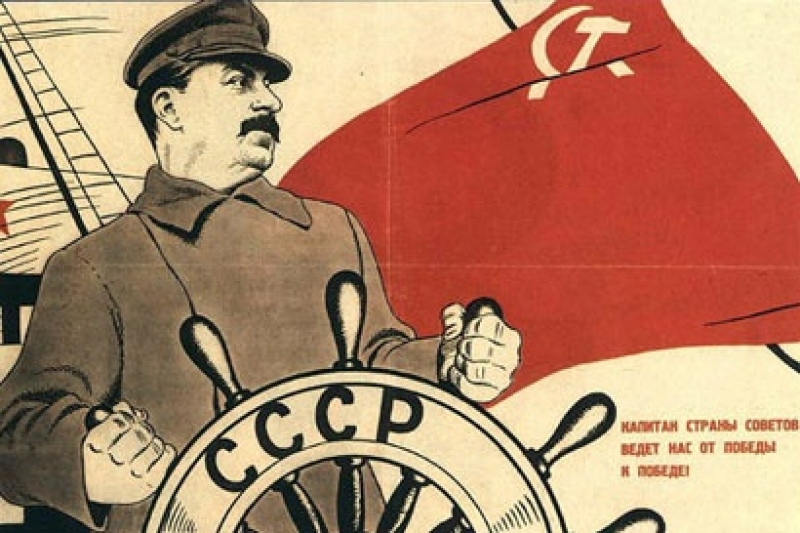 СССР
КАПИТАН СТРАНЫ СОВЕТОВ
ВЕДЕТ НАС ОТ ПОБЕДЫ
К ПОБЕДЕ!